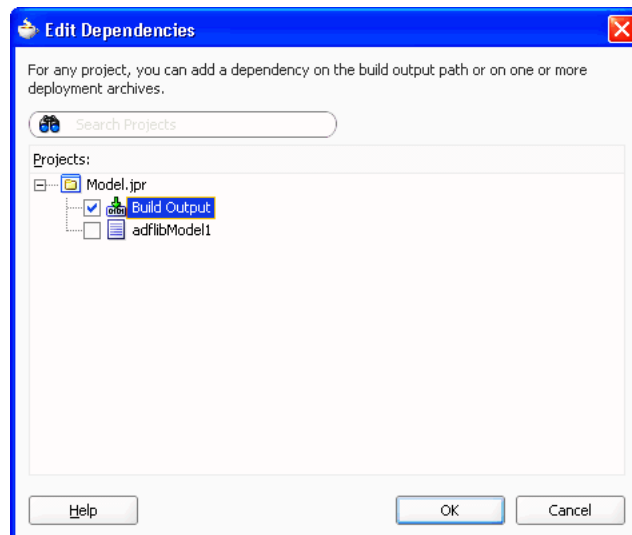 Edit Dependencies
For any project, you can add a dependency on the build output path or on one or more
deployment archives.
Search Projects
Projects:
Model.jpr
Build Output
adflibModel1
Help
OK
Cancel